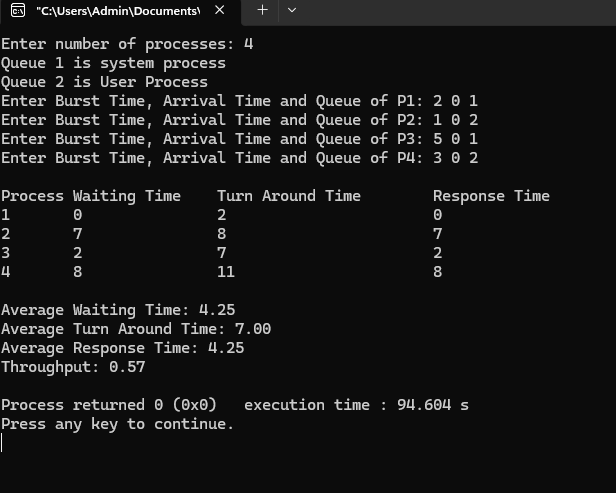 "C:\Users\Admin\Documents\
Enter number of processes: 4
Queue 1 is system process
Queue 2 is User Process
Enter Burst Time, Arrival Time and Queue of P1: 2 0 1
Enter Burst Time, Arrival Time and Queue of P2: 1 0 2
Enter Burst Time, Arrival Time and Queue of P3: 5 0 1
Enter Burst Time, Arrival Time and Queue of P4: 3 0 2
Process Waiting Time    Turn Around Time        Response Time
1       0               2                       0
2       7               8                       7
3       2               7                       2
4       8               11                      8
Average Waiting Time: 4.25
Average Turn Around Time: 7.00
Average Response Time: 4.25
Throughput: 0.57
Process returned 0 (0x0)   execution time : 94.604 s
Press any key to continue.